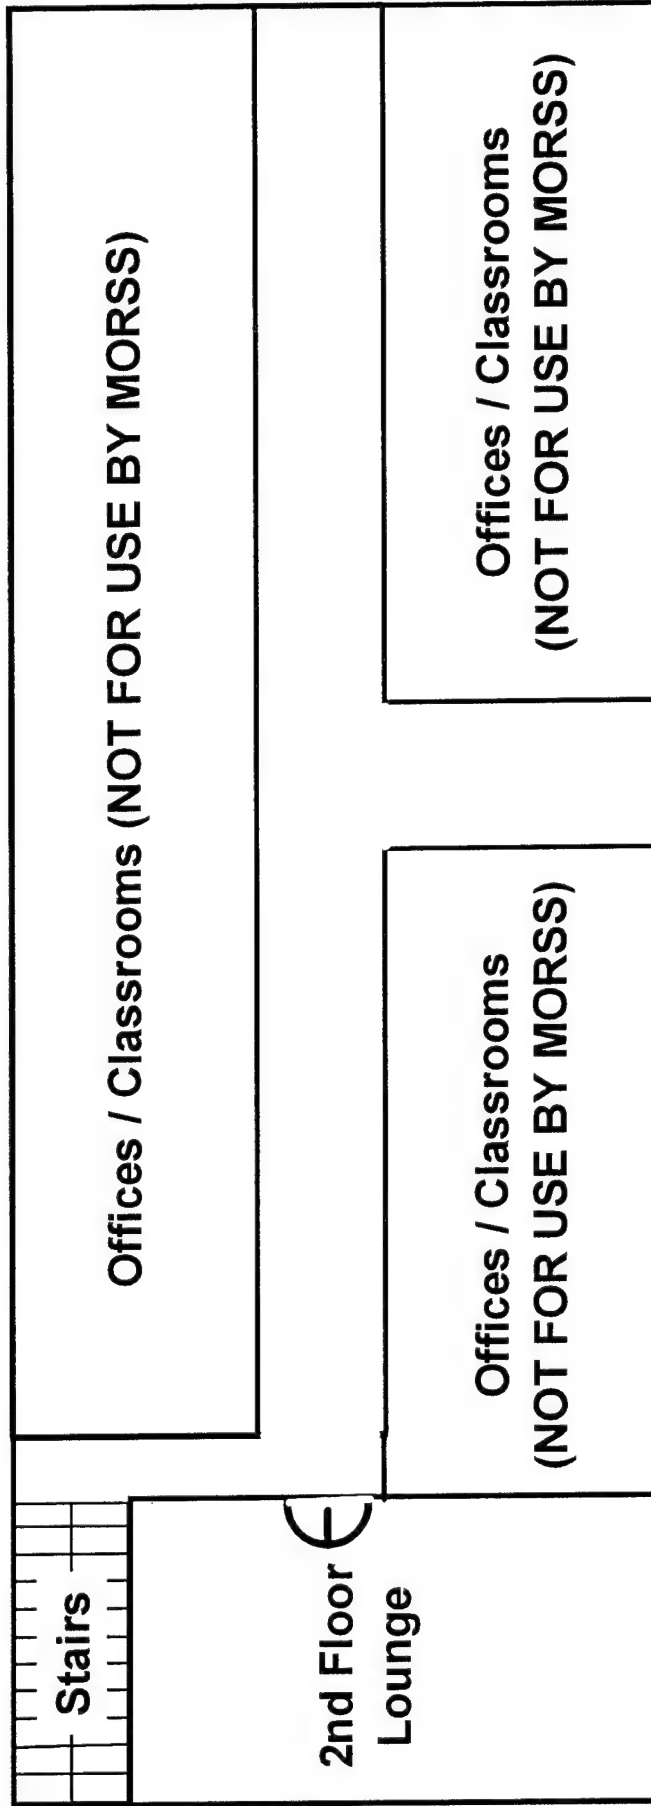 Offices / Classrooms (NOT FOR USE BY MORSS)
Stairs
2nd Floor
Lounge
Offices / Classrooms
(NOT FOR USE BY MORSS)
Offices / Classrooms
(NOT FOR USE BY MORSS)